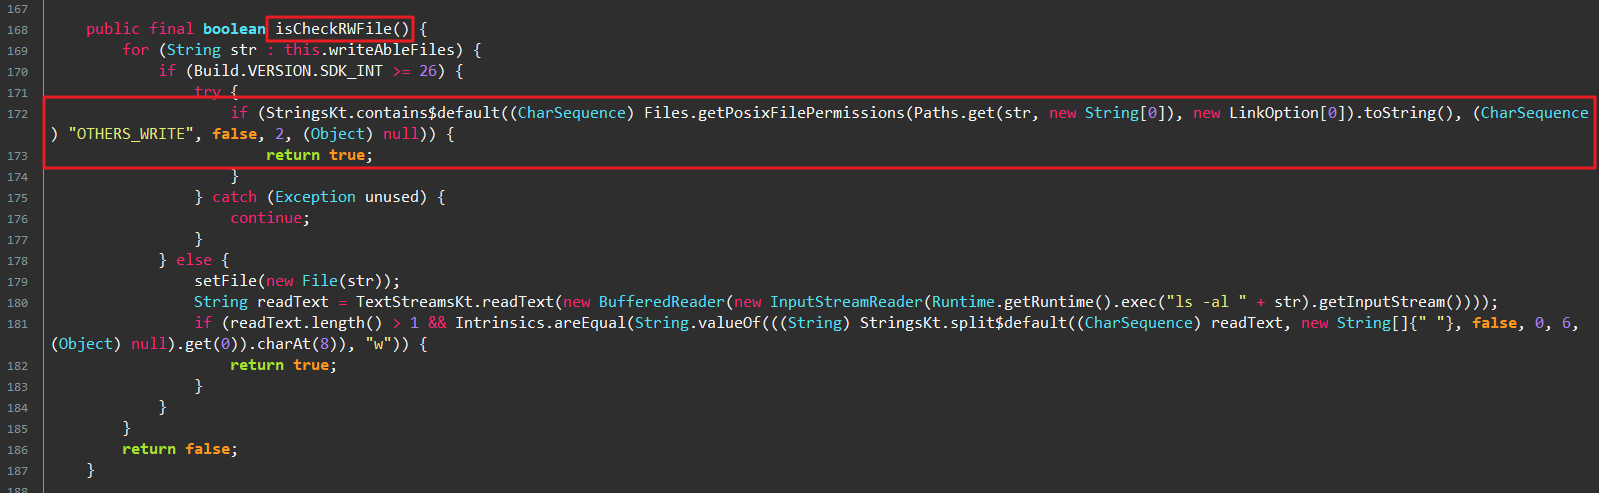 167
168 public final boolean isCheckRWFile() {
169 for (String str : this.writeAbleFiles) {
170 if (Build.VERSION.SDK_INT >= 26) {
171 try {
172 if (StringsKt.contains$default((CharSequence) Files.getPosixFilePermissions(Paths.get(str, new String[0]), new LinkOption[0]).toString(), (CharSequence
) "OTHERS_WRITE", false, 2, (Object) null)) {
173 return true;
174 }
175 } catch (Exception unused) {
176 continue;
177 }
178 } else {
179 setFile(new File(str));
180 String readText = TextStreamsKt.readText(new BufferedReader(new InputStreamReader(Runtime.getRuntime().exec("ls -al " + str).getInputStream())));
181 if (readText.length() > 1 && Intrinsics.areEqual(String.valueOf(((String) StringsKt.split$default((CharSequence) readText, new String[]{" "}, false, 0, 6,
(Object) null).get(0)).charAt(8)), "w")) {
182 return true;
183 }
184 }
185 }
186 return false;
187 }
188